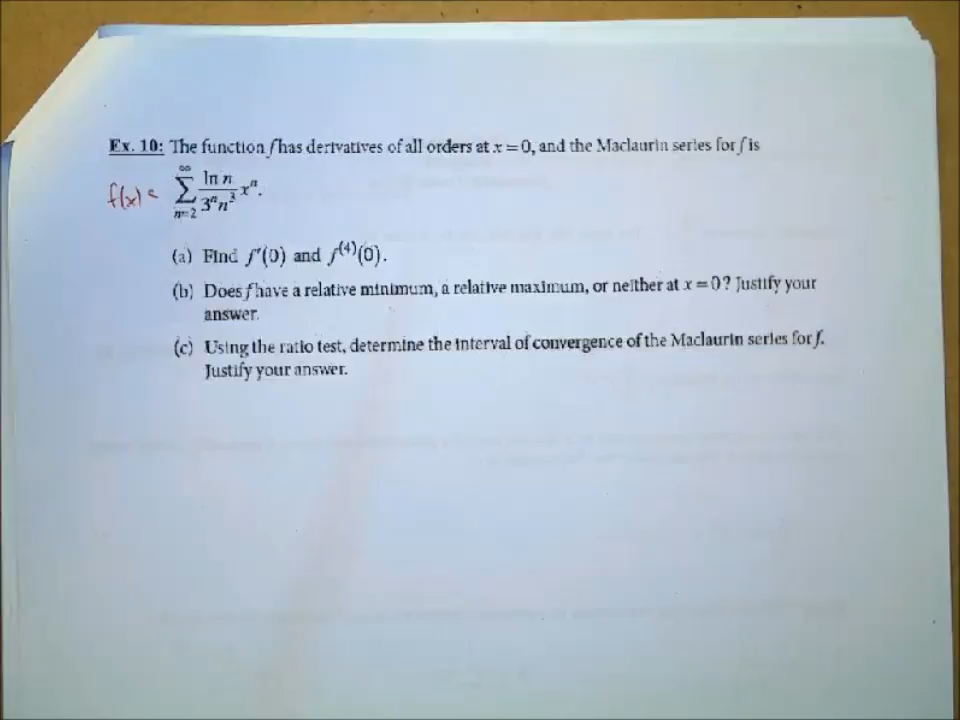 Ex. 10: The function f has derivatives of all orders at x = 0, and the Maclaurin series for f is
f(x) = ∑_{n=2}^{∞} \frac{ln n}{3^n n^3} x^n.
(a) Find f'(0) and f^{(4)}(0).
(b) Does f have a relative minimum, a relative maximum, or neither at x = 0? Justify your
answer.
(c) Using the ratio test, determine the interval of convergence of the Maclaurin series for f.
Justify your answer.